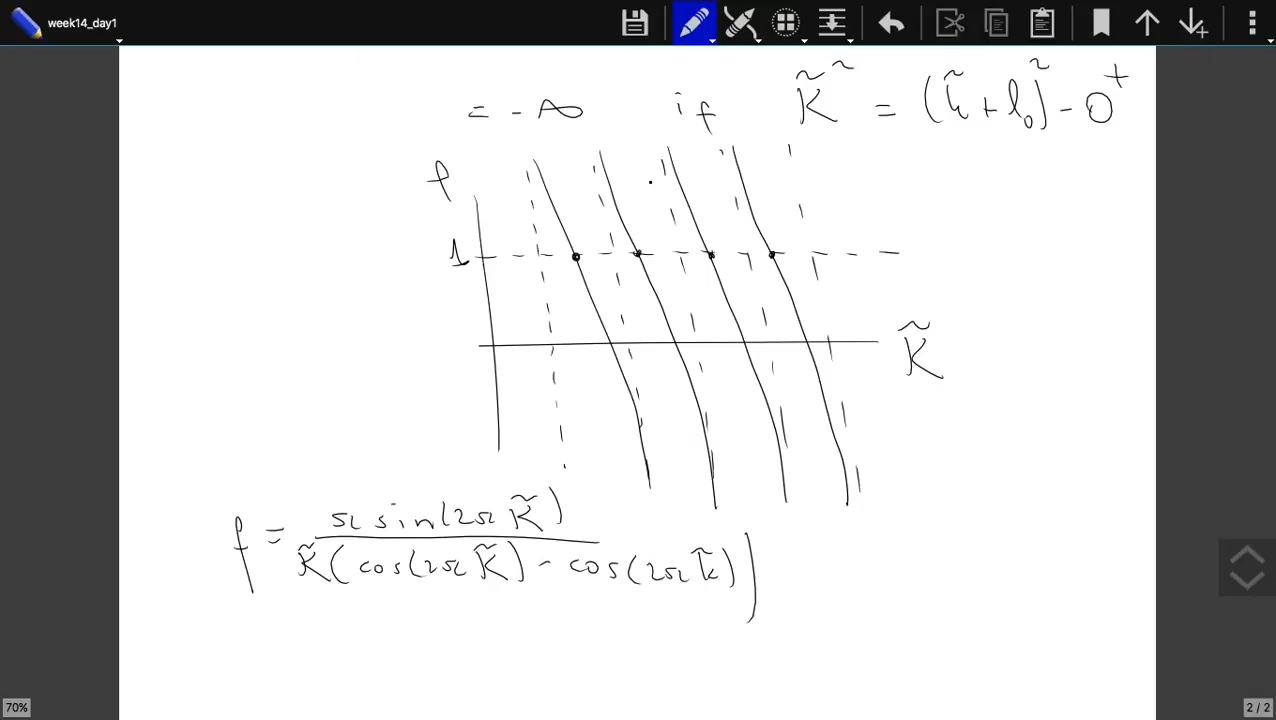 week14_day1
= -∞ if K̃² = (k̃ + l₀)² - 0⁺
f
1
K̃
f = π sin(2π K̃) / K̃(cos(2π K̃) - cos(2π k̃))
70%
2 / 2